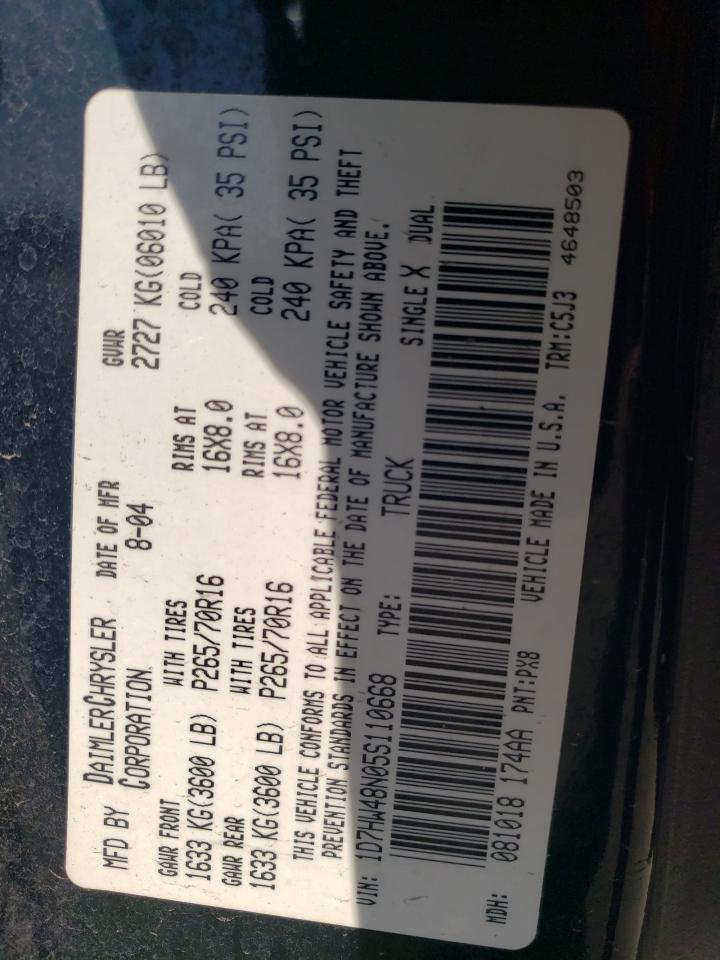 MFD BY DAIMLERCHRYSLER CORPORATION DATE OF MFR 8-04 GVWR 2727 KG(06010 LB)
GAWR FRONT WITH TIRES RIMS AT COLD
1633 KG(3600 LB) P265/70R16 16X8.0 240 KPA( 35 PSI)
GAWR REAR WITH TIRES RIMS AT COLD
1633 KG(3600 LB) P265/70R16 16X8.0 240 KPA( 35 PSI)
THIS VEHICLE CONFORMS TO ALL APPLICABLE FEDERAL MOTOR VEHICLE SAFETY AND THEFT
PREVENTION STANDARDS IN EFFECT ON THE DATE OF MANUFACTURE SHOWN ABOVE.
VIN: 1D7HW48N05S110668 TYPE: TRUCK SINGLE X DUAL
MDH: 081018 174AA PNT:PX8 VEHICLE MADE IN U.S.A. TRM:C5J3 4648503